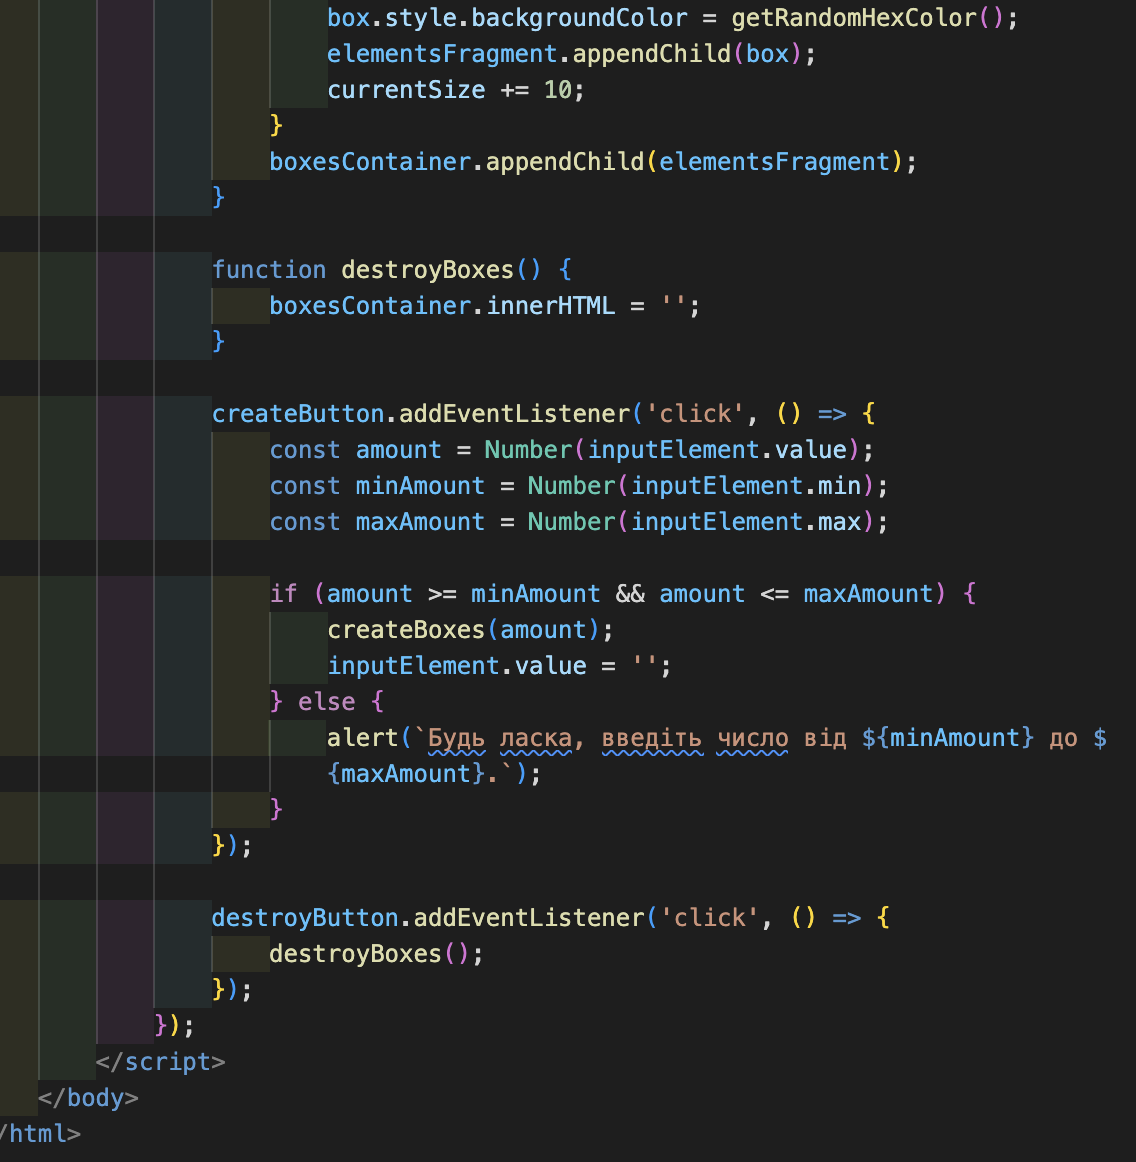 box.style.backgroundColor = getRandomHexColor();
elementsFragment.appendChild(box);
currentSize += 10;
}
boxesContainer.appendChild(elementsFragment);
}
function destroyBoxes() {
boxesContainer.innerHTML = '';
}
createButton.addEventListener('click', () => {
const amount = Number(inputElement.value);
const minAmount = Number(inputElement.min);
const maxAmount = Number(inputElement.max);
if (amount >= minAmount && amount <= maxAmount) {
createBoxes(amount);
inputElement.value = '';
} else {
alert(`Будь ласка, введіть число від ${minAmount} до $
{maxAmount}.`);
}
});
destroyButton.addEventListener('click', () => {
destroyBoxes();
});
});
</script>
</body>
/html>